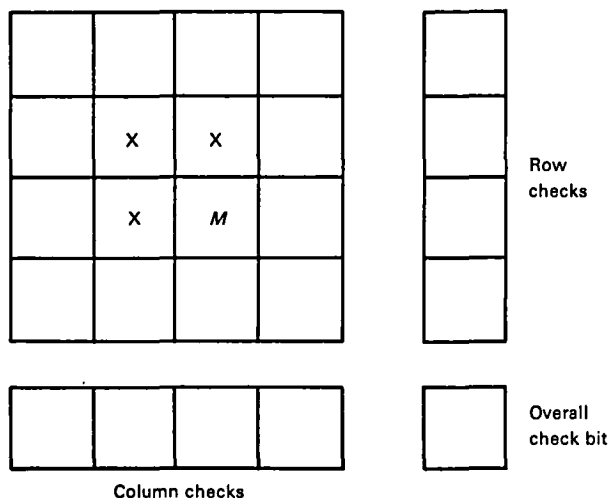 X X
Row
checks
X M
Overall
check bit
Column checks